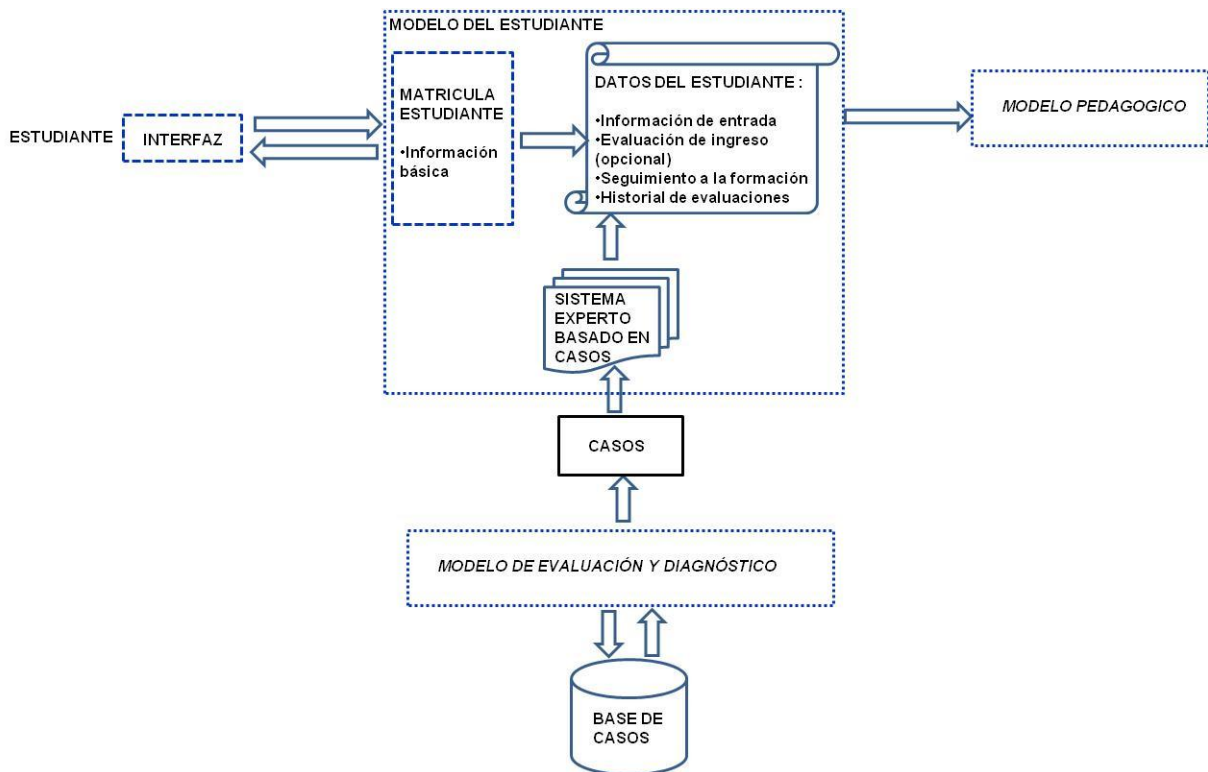 MODELO DEL ESTUDIANTE
ESTUDIANTE
INTERFAZ
MATRICULA
ESTUDIANTE
•Información
básica
DATOS DEL ESTUDIANTE :
•Información de entrada
•Evaluación de ingreso
(opcional)
•Seguimiento a la formación
•Historial de evaluaciones
MODELO PEDAGOGICO
SISTEMA
EXPERTO
BASADO EN
CASOS
CASOS
MODELO DE EVALUACIÓN Y DIAGNÓSTICO
BASE DE
CASOS